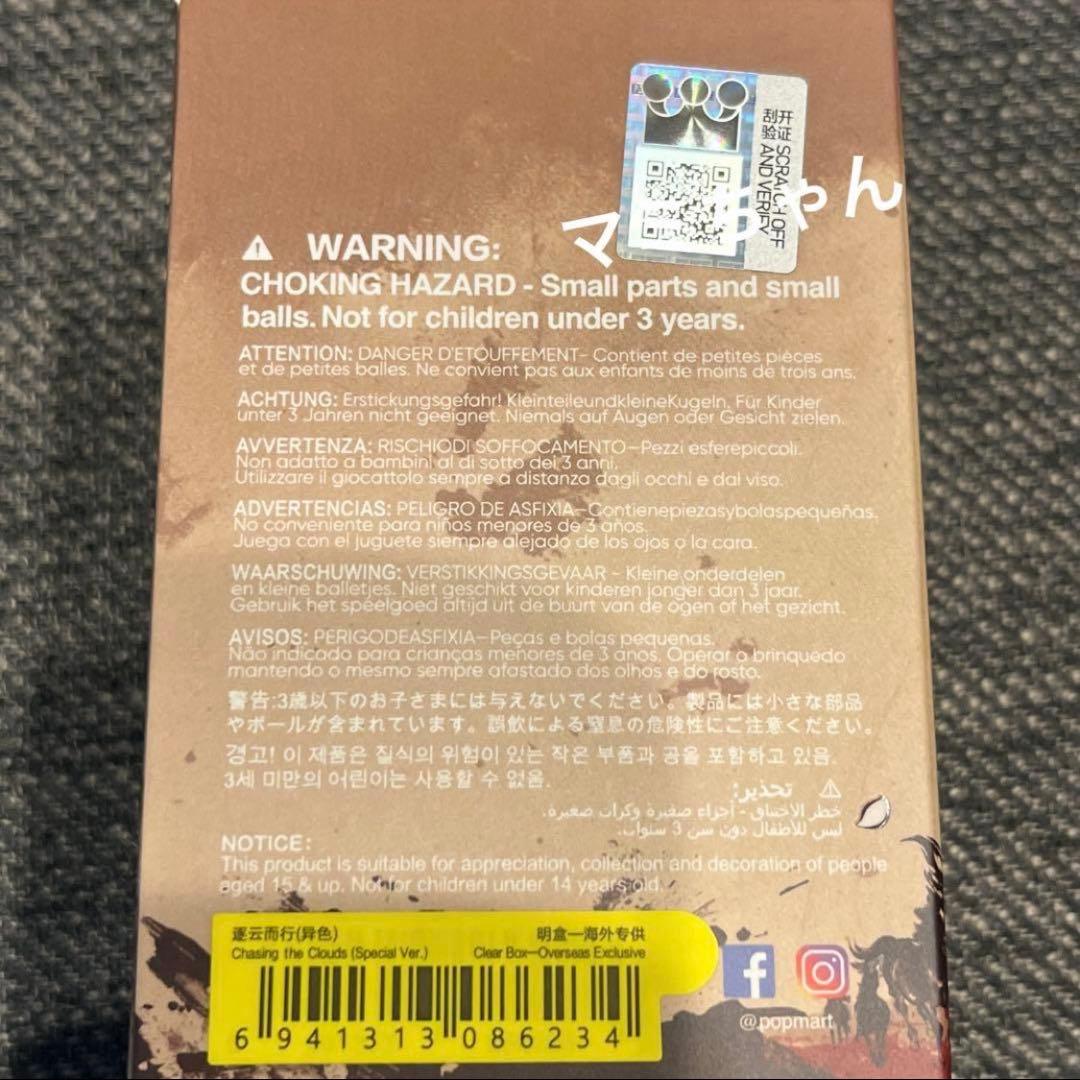 开证 SCRATCH OFF
刮验 AND VERIFY
ちゃん
WARNING:
CHOKING HAZARD - Small parts and small
balls. Not for children under 3 years.
ATTENTION: DANGER D'ETOUFFEMENT- Contient de petites pièces
et de petites balles. Ne convient pas aux enfants de moins de trois ans.
ACHTUNG: Erstickungsgefahr! KleinteileundkleineKugeln. Für Kinder
unter 3 Jahren nicht geeignet. Niemals auf Augen oder Gesicht zielen.
AVVERTENZA: RISCHIODI SOFFOCAMENTO-Pezzi esferepiccoli.
Non adatto a bambini al di sotto dei 3 anni.
Utilizzare il giocattolo sempre a distanza dagli occhi e dal viso.
ADVERTENCIAS: PELIGRO DE ASFIXIA-Contienepiezasybolaspequeñas.
No conveniente para niños menores de 3 años.
Juega con el juguete siempre alejado de los ojos o la cara.
WAARSCHUWING: VERSTIKKINGSGEVAAR - Kleine onderdelen
en kleine balletjes. Niet geschikt voor kinderen jonger dan 3 jaar.
Gebruik het speelgoed altijd uit de buurt van de ogen of het gezicht.
AVISOS: PERIGODEASFIXIA-Peças e bolas pequenas.
Não indicado para crianças menores de 3 anos. Operar o brinquedo
mantendo o mesmo sempre afastado dos olhos e do rosto.
警告:3歳以下のお子さまには与えないでください。製品には小さな部品
やボールが含まれています。誤飲による窒息の危険性にご注意ください。
경고! 이 제품은 질식의 위험이 있는 작은 부품과 공을 포함하고 있음.
3세 미만의 어린이는 사용할 수 없음.
تحذير:
خطر الاختناق - أجزاء صغيرة وكرات صغيرة.
ليس للأطفال دون سن 3 سنوات.
NOTICE:
This product is suitable for appreciation, collection and decoration of people
aged 15 & up. Not for children under 14 years old.
逐云而行(异色) 明盒—海外专供
Chasing the Clouds (Special Ver.) Clear Box—Overseas Exclusive
6 941313 086234
@popmart